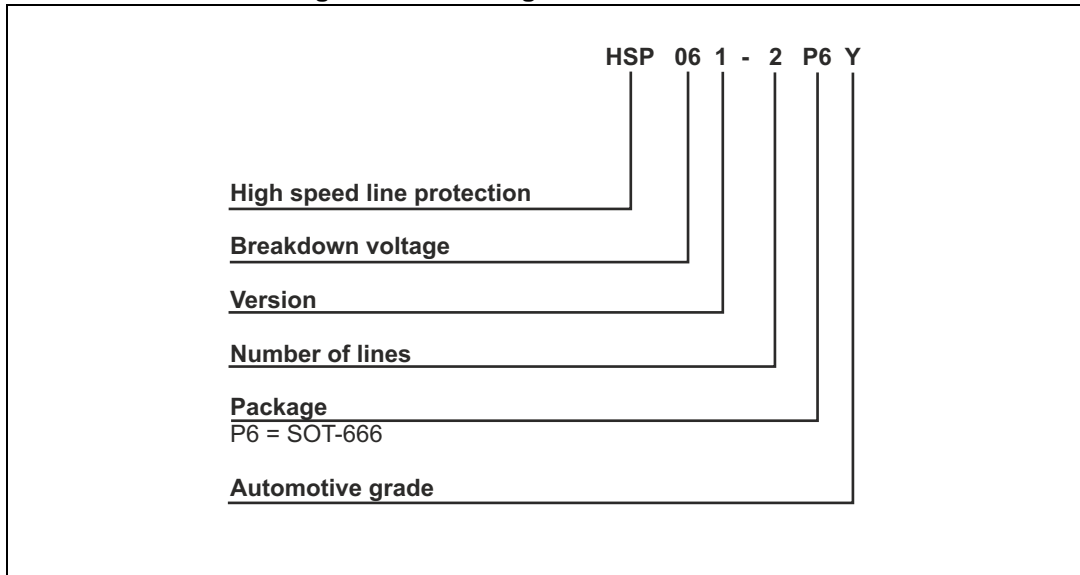 HSP 06 1 - 2 P6 Y
High speed line protection
Breakdown voltage
Version
Number of lines
Package
P6 = SOT-666
Automotive grade